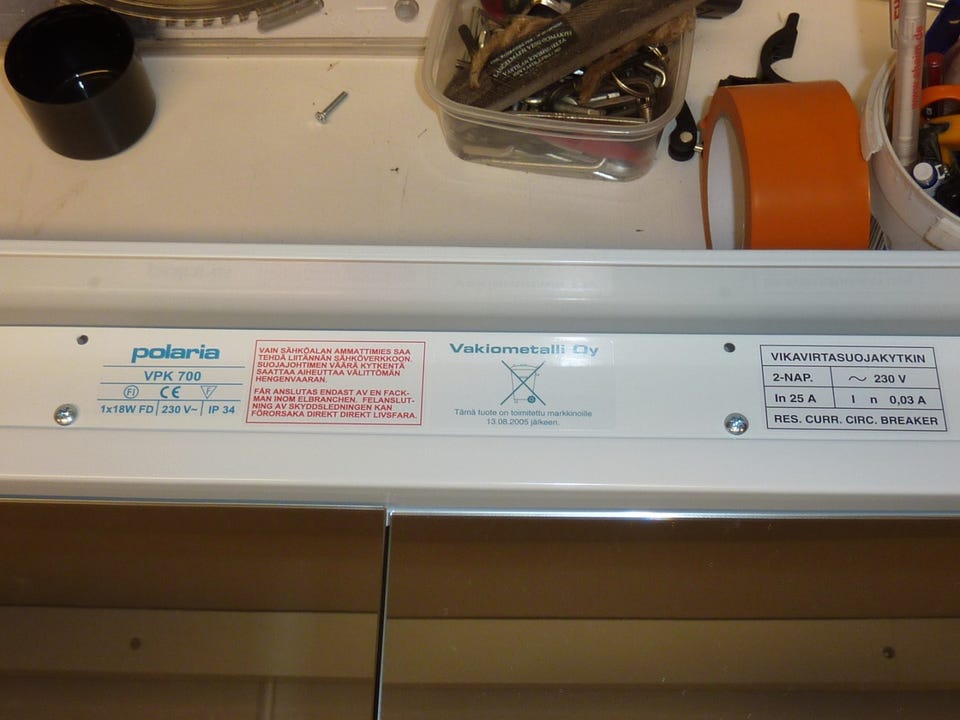 polaria
VPK 700
FI CE F
1x18W FD 230 V~ IP 34
VAIN SÄHKÖALAN AMMATTIMIES SAA
TEHDÄ LIITÄNNÄN SÄHKÖVERKKOON.
SUOJAJOHTIMEN VÄÄRÄ KYTKENTÄ
SAATTAA AIHEUTTAA VÄLITTÖMÄN
HENGENVAARAN.
FÅR ANSLUTAS ENDAST AV EN FACK-
MAN INOM ELBRANCHEN. FELANSLUT-
NING AV SKYDDSLEDNINGEN KAN
FÖRORSAKA DIREKT DIREKT LIVSFARA.
Vakiometalli Oy
Tämä tuote on toimitettu markkinoille
13.08.2005 jälkeen.
VIKAVIRTASUOJAKYTKIN
2-NAP. ~ 230 V
In 25 A I n 0,03 A
RES. CURR. CIRC. BREAKER